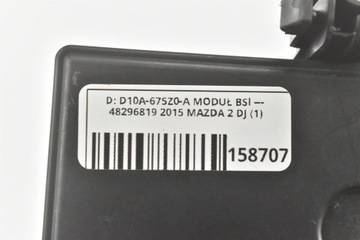 D: D10A-675Z0-A MODUŁ BSI ---
48296819 2015 MAZDA 2 DJ (1)
158707